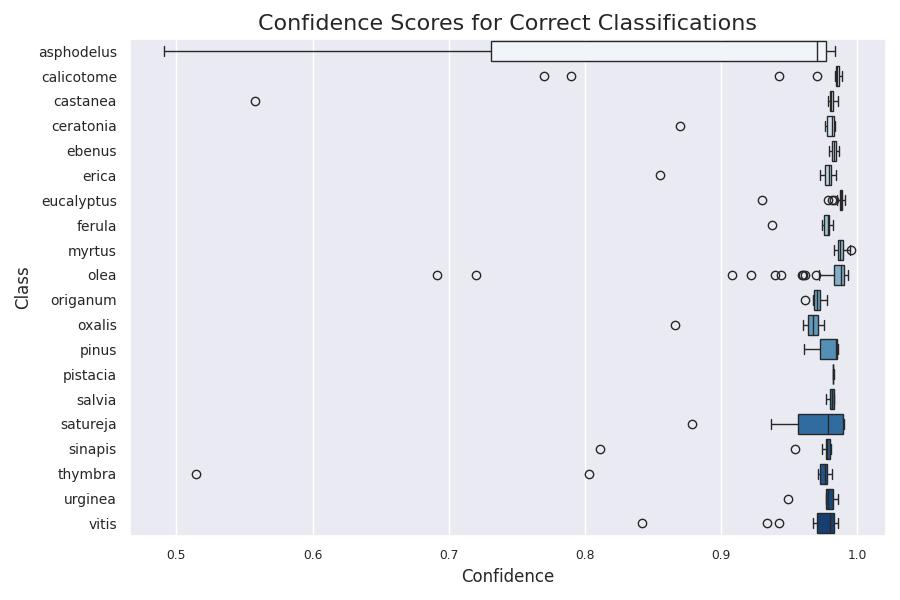 Confidence Scores for Correct Classifications
asphodelus
calicotome
castanea
ceratonia
ebenus
erica
eucalyptus
ferula
myrtus
olea
origanum
oxalis
pinus
pistacia
salvia
satureja
sinapis
thymbra
urginea
vitis
Class
0.5 0.6 0.7 0.8 0.9 1.0
Confidence